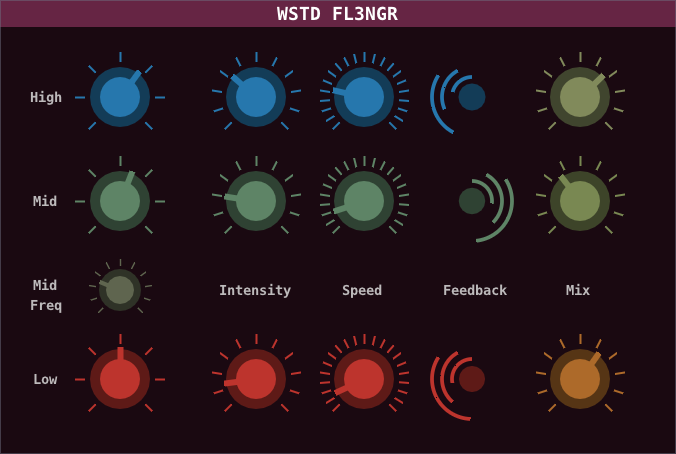 WSTD FL3NGR
High
Mid
Mid
Freq
Intensity
Speed
Feedback
Mix
Low